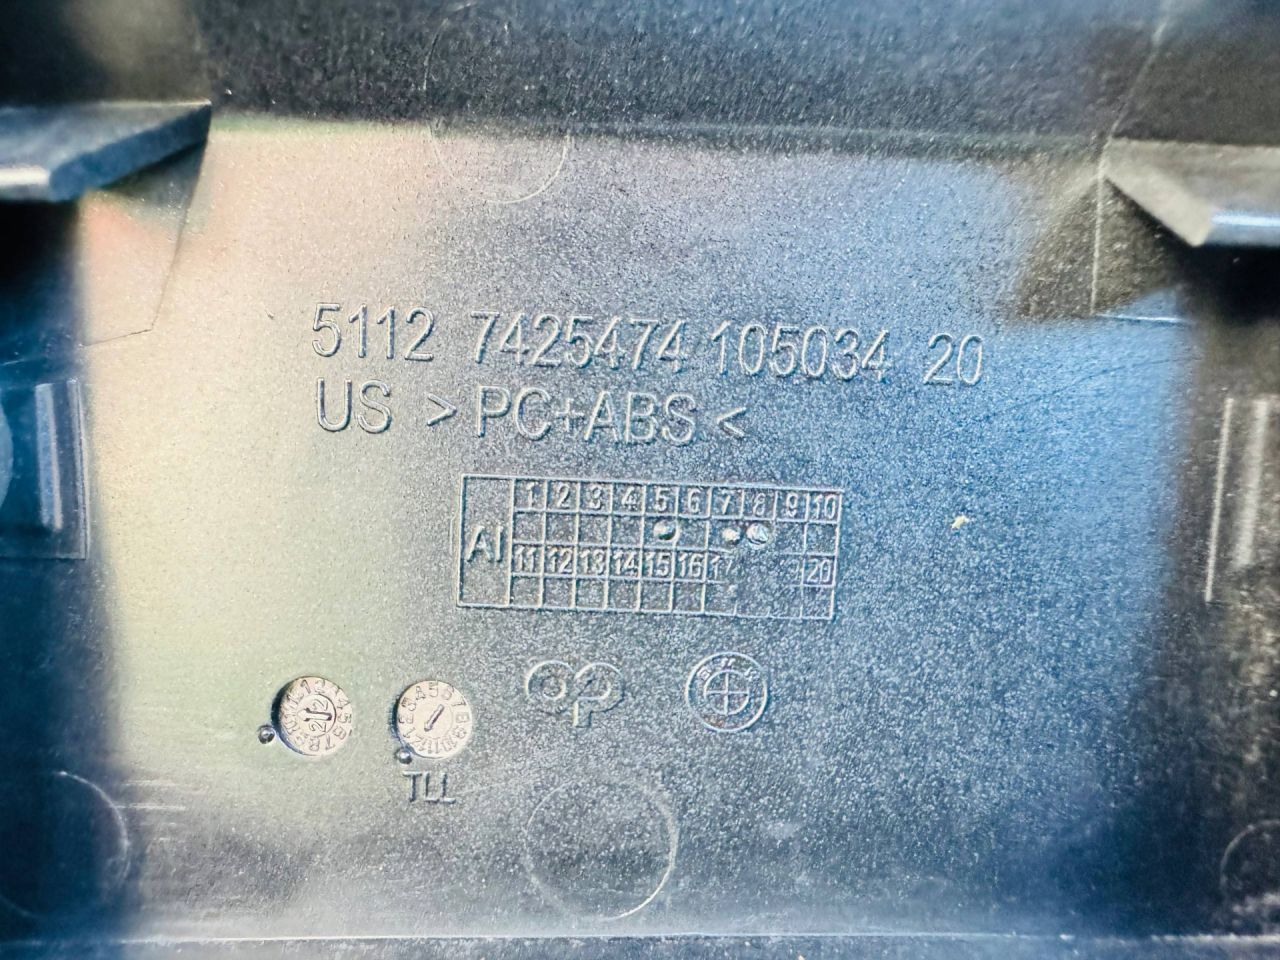 5112 7425474 105034 20
US >PC+ABS<
1 2 3 4 5 6 7 8 9 10
AI
11 12 13 14 15 16 17 20
22
TLL